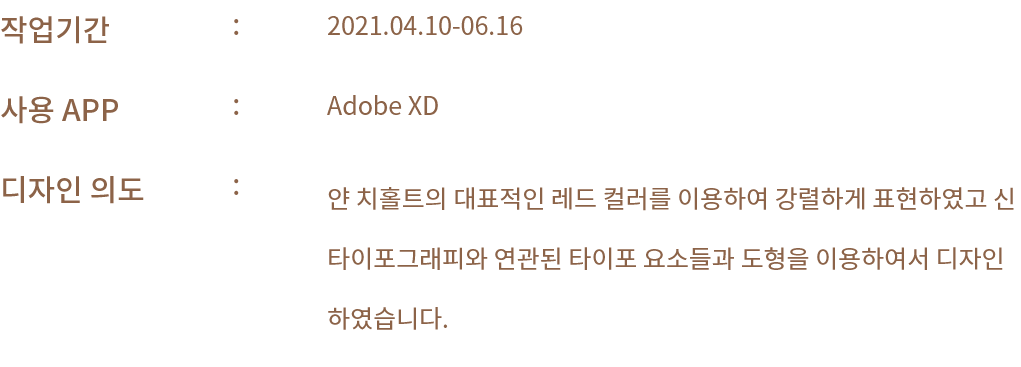 작업기간 : 2021.04.10-06.16
사용 APP : Adobe XD
디자인 의도 : 얀 치홀트의 대표적인 레드 컬러를 이용하여 강렬하게 표현하였고 신
타이포그래피와 연관된 타이포 요소들과 도형을 이용하여서 디자인
하였습니다.